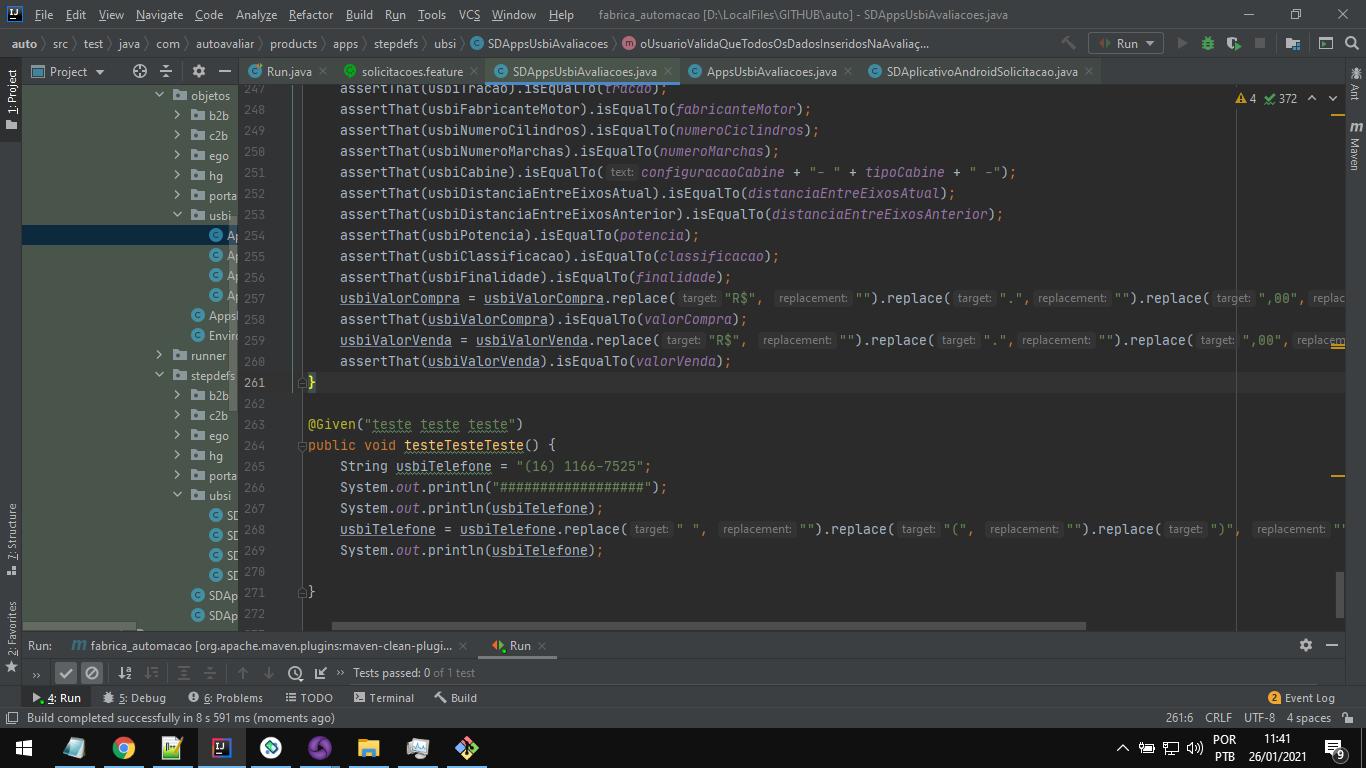 File Edit View Navigate Code Analyze Refactor Build Run Tools VCS Window Help fabrica_automacao [D:\LocalFiles\GITHUB\auto] - SDAppsUsbiAvaliacoes.java
auto src test java com autoavaliar products apps stepdefs ubsi SDAppsUsbiAvaliacoes oUsuarioValidaQueTodosOsDadosInseridosNaAvaliaç... Run
1: Project
Project
Run.java solicitacoes.feature SDAppsUsbiAvaliacoes.java AppsUsbiAvaliacoes.java SDAplicativoAndroidSolicitacao.java
Ant
Maven
4 372
objetos
b2b
c2b
ego
hg
porta
usbi
Ap
Ap
Ap
Ap
Apps
Enviro
runner
stepdefs
b2b
c2b
ego
hg
porta
ubsi
SD
SD
SD
SD
SDAp
SDAp
247 assertThat(usbiTracao).isEqualTo(tracao);
248 assertThat(usbiFabricanteMotor).isEqualTo(fabricanteMotor);
249 assertThat(usbiNumeroCilindros).isEqualTo(numeroCiclindros);
250 assertThat(usbiNumeroMarchas).isEqualTo(numeroMarchas);
251 assertThat(usbiCabine).isEqualTo( text: configuracaoCabine + "- " + tipoCabine + " -");
252 assertThat(usbiDistanciaEntreEixosAtual).isEqualTo(distanciaEntreEixosAtual);
253 assertThat(usbiDistanciaEntreEixosAnterior).isEqualTo(distanciaEntreEixosAnterior);
254 assertThat(usbiPotencia).isEqualTo(potencia);
255 assertThat(usbiClassificacao).isEqualTo(classificacao);
256 assertThat(usbiFinalidade).isEqualTo(finalidade);
257 usbiValorCompra = usbiValorCompra.replace( target: "R$", replacement: "").replace( target: ".", replacement: "").replace( target: ",00", replac
258 assertThat(usbiValorCompra).isEqualTo(valorCompra);
259 usbiValorVenda = usbiValorVenda.replace( target: "R$", replacement: "").replace( target: ".", replacement: "").replace( target: ",00", replacem
260 assertThat(usbiValorVenda).isEqualTo(valorVenda);
261 }
262
263 @Given("teste teste teste")
264 public void testeTesteTeste() {
265 String usbiTelefone = "(16) 1166-7525";
266 System.out.println("##################");
267 System.out.println(usbiTelefone);
268 usbiTelefone = usbiTelefone.replace( target: " ", replacement: "").replace( target: "(", replacement: "").replace( target: ")", replacement: ""
269 System.out.println(usbiTelefone);
270
271 }
272
7: Structure
2: Favorites
Run: fabrica_automacao [org.apache.maven.plugins:maven-clean-plugi... Run
Tests passed: 0 of 1 test
4: Run 5: Debug 6: Problems TODO Terminal Build 2 Event Log
Build completed successfully in 8 s 591 ms (moments ago) 261:6 CRLF UTF-8 4 spaces
POR 11:41
PTB 26/01/2021 9